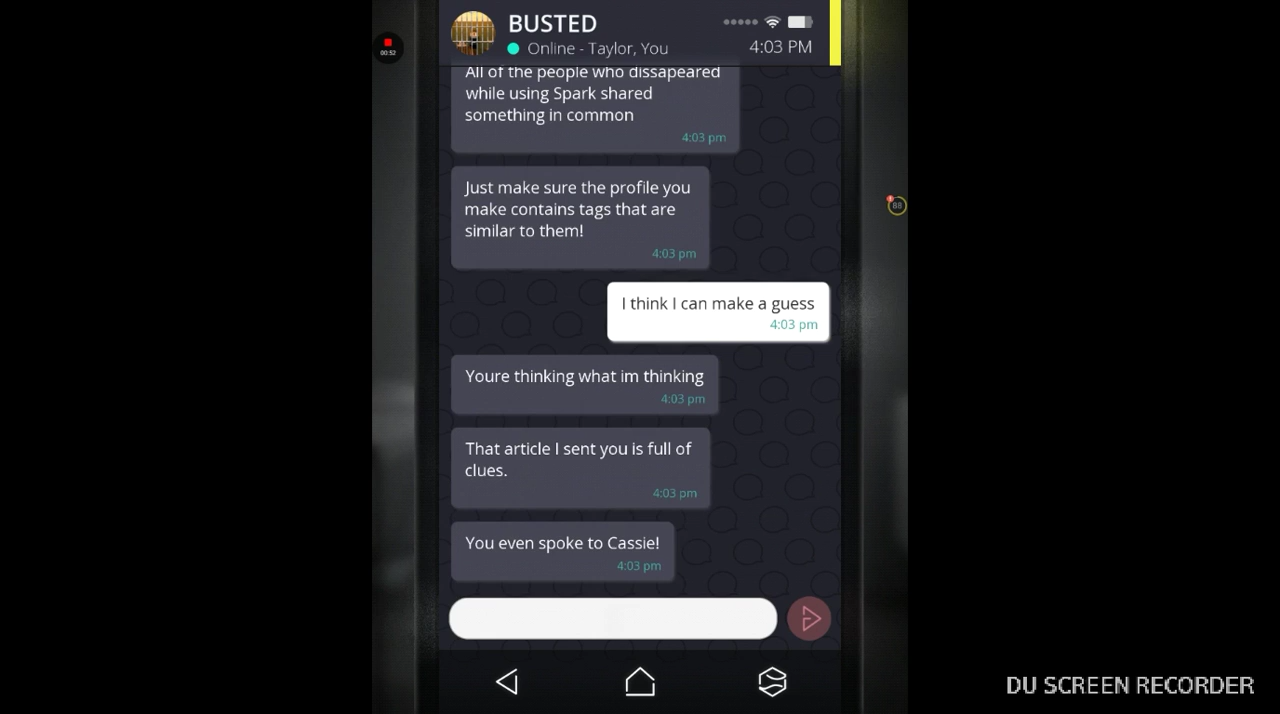 BUSTED
Online - Taylor, You
4:03 PM
00:52
All of the people who dissapeared
while using Spark shared
something in common
4:03 pm
Just make sure the profile you
make contains tags that are
similar to them!
4:03 pm
88
I think I can make a guess
4:03 pm
Youre thinking what im thinking
4:03 pm
That article I sent you is full of
clues.
4:03 pm
You even spoke to Cassie!
4:03 pm
DU SCREEN RECORDER